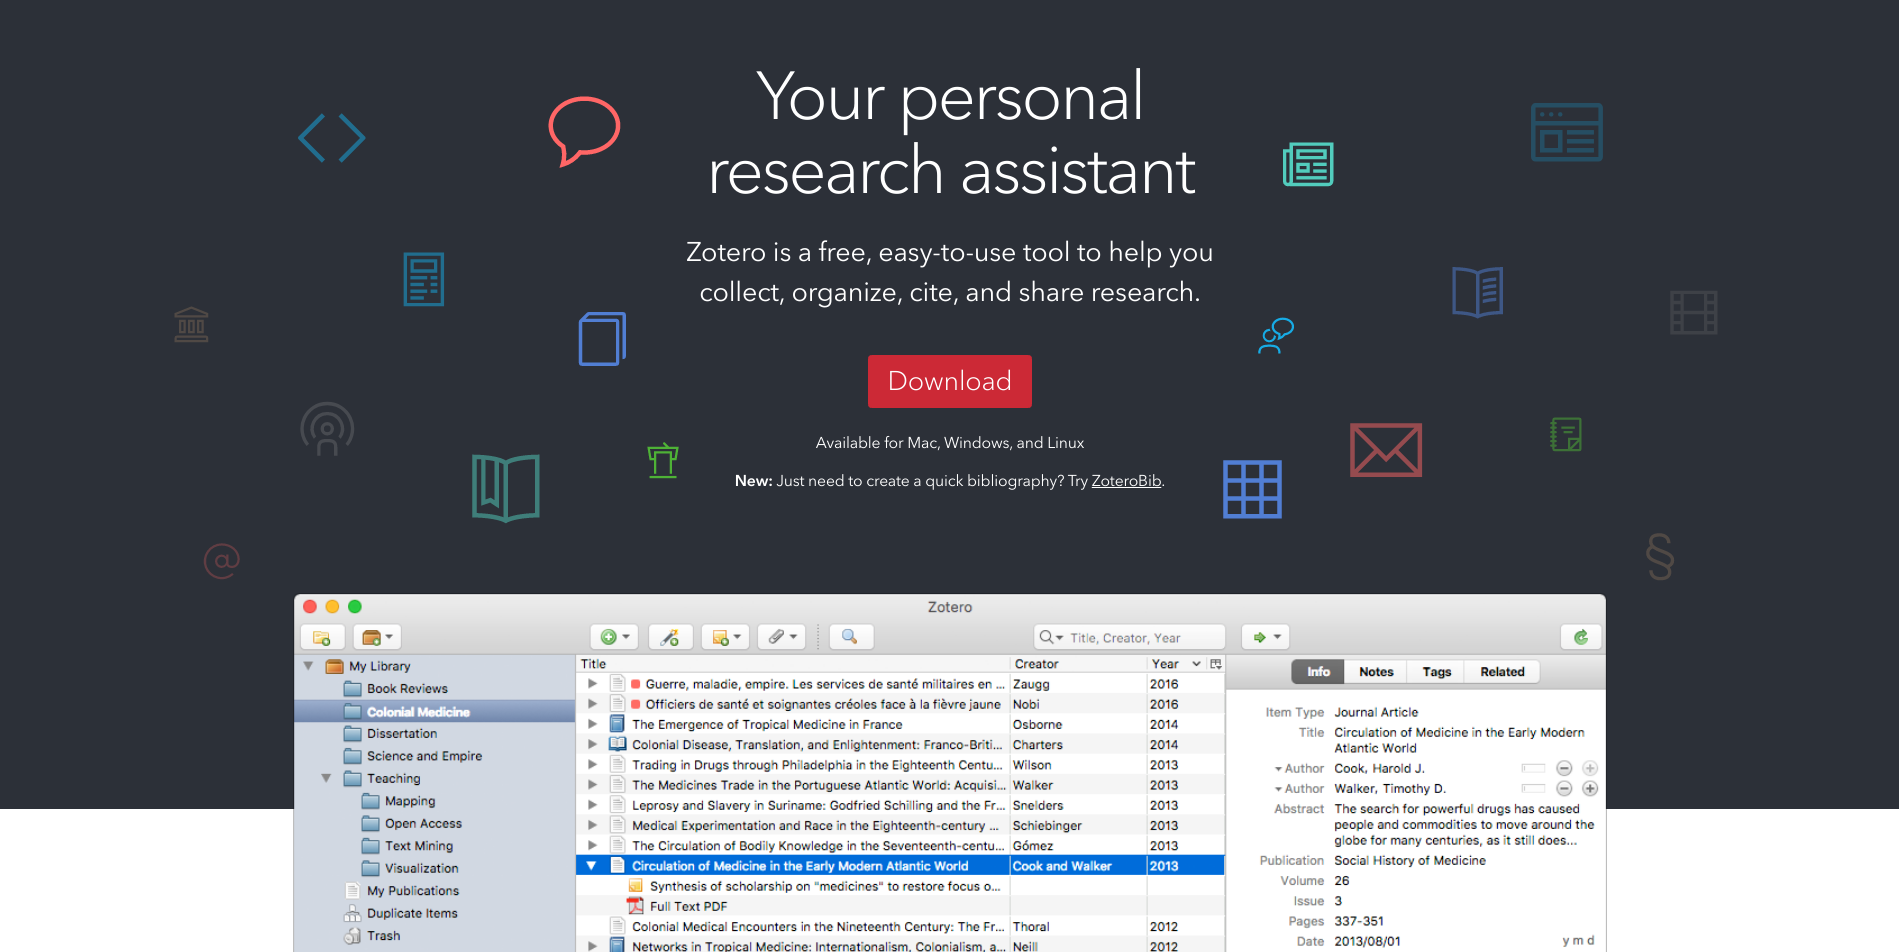 Your personal
research assistant
Zotero is a free, easy-to-use tool to help you
collect, organize, cite, and share research.
Download
Available for Mac, Windows, and Linux
New: Just need to create a quick bibliography? Try ZoteroBib.
@
§
Zotero
Title, Creator, Year
My Library
Book Reviews
Colonial Medicine
Dissertation
Science and Empire
Teaching
Mapping
Open Access
Text Mining
Visualization
My Publications
Duplicate Items
Trash
Title Creator Year
Guerre, maladie, empire. Les services de santé militaires en ... Zaugg 2016
Officiers de santé et soignantes créoles face à la fièvre jaune Nobi 2016
The Emergence of Tropical Medicine in France Osborne 2014
Colonial Disease, Translation, and Enlightenment: Franco-Briti... Charters 2014
Trading in Drugs through Philadelphia in the Eighteenth Centu... Wilson 2013
The Medicines Trade in the Portuguese Atlantic World: Acquisi... Walker 2013
Leprosy and Slavery in Suriname: Godfried Schilling and the Fr... Snelders 2013
Medical Experimentation and Race in the Eighteenth-century ... Schiebinger 2013
The Circulation of Bodily Knowledge in the Seventeenth-centu... Gómez 2013
Circulation of Medicine in the Early Modern Atlantic World Cook and Walker 2013
Synthesis of scholarship on "medicines" to restore focus o...
Full Text PDF
Colonial Medical Encounters in the Nineteenth Century: The Fr... Thoral 2012
Networks in Tropical Medicine: Internationalism, Colonialism, a... Neill 2012
Info Notes Tags Related
Item Type Journal Article
Title Circulation of Medicine in the Early Modern
Atlantic World
Author Cook, Harold J.
Author Walker, Timothy D.
Abstract The search for powerful drugs has caused
people and commodities to move around the
globe for many centuries, as it still does...
Publication Social History of Medicine
Volume 26
Issue 3
Pages 337-351
Date 2013/08/01 y m d